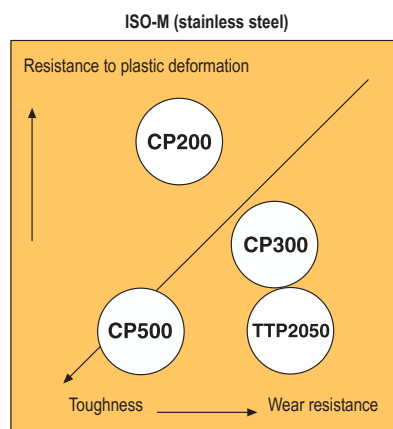 ISO-M (stainless steel)
Resistance to plastic deformation
CP200
CP300
CP500
TTP2050
Toughness
Wear resistance